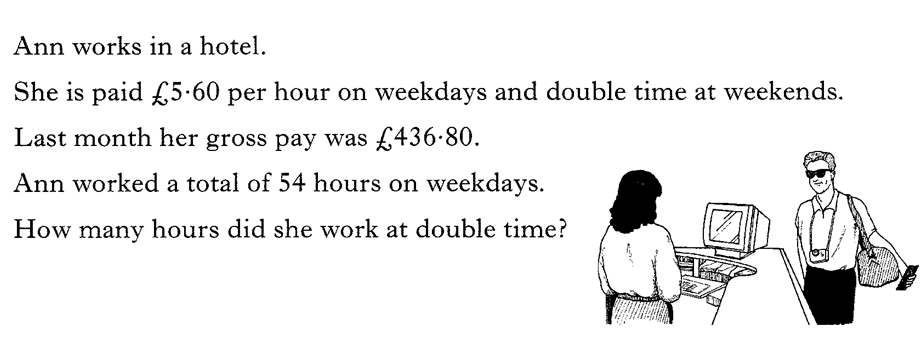 Ann works in a hotel.
She is paid £5·60 per hour on weekdays and double time at weekends.
Last month her gross pay was £436·80.
Ann worked a total of 54 hours on weekdays.
How many hours did she work at double time?